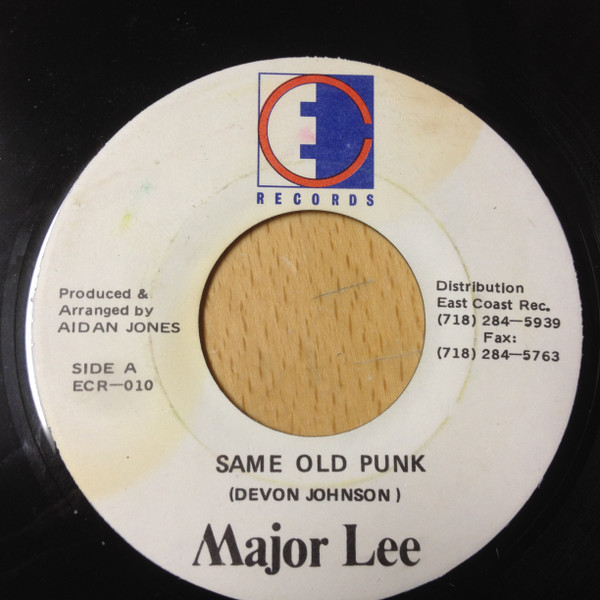 E
RECORDS
Produced &
Arranged by
AIDAN JONES
SIDE A
ECR—010
Distribution
East Coast Rec.
(718) 284—5939
Fax:
(718) 284—5763
SAME OLD PUNK
(DEVON JOHNSON)
Major Lee